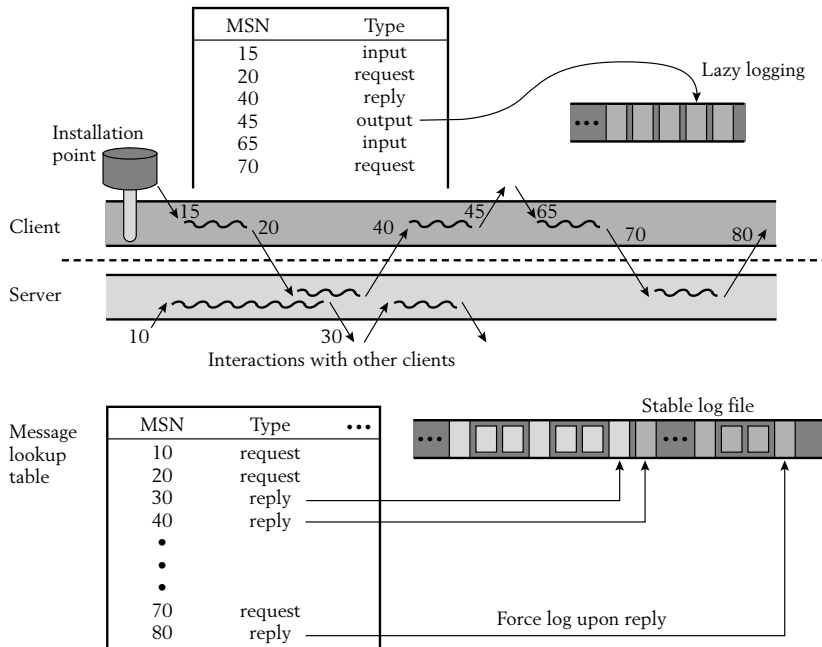 MSN Type
15 input
20 request
40 reply
45 output
65 input
70 request
Lazy logging
•••
Installation
point
Client
15 20 40 45 65 70 80
Server
10 30
Interactions with other clients
Message
lookup
table
MSN Type •••
10 request
20 request
30 reply
40 reply
•
•
•
70 request
80 reply
Stable log file
••• •••
Force log upon reply